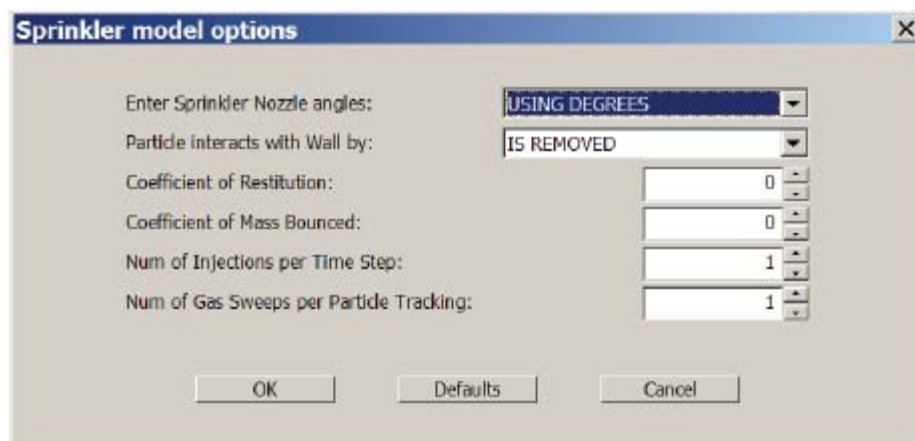 Sprinkler model options
Enter Sprinkler Nozzle angles: USING DEGREES
Particle interacts with Wall by: IS REMOVED
Coefficient of Restitution: 0
Coefficient of Mass Bounced: 0
Num of Injections per Time Step: 1
Num of Gas Sweeps per Particle Tracking: 1
OK Defaults Cancel